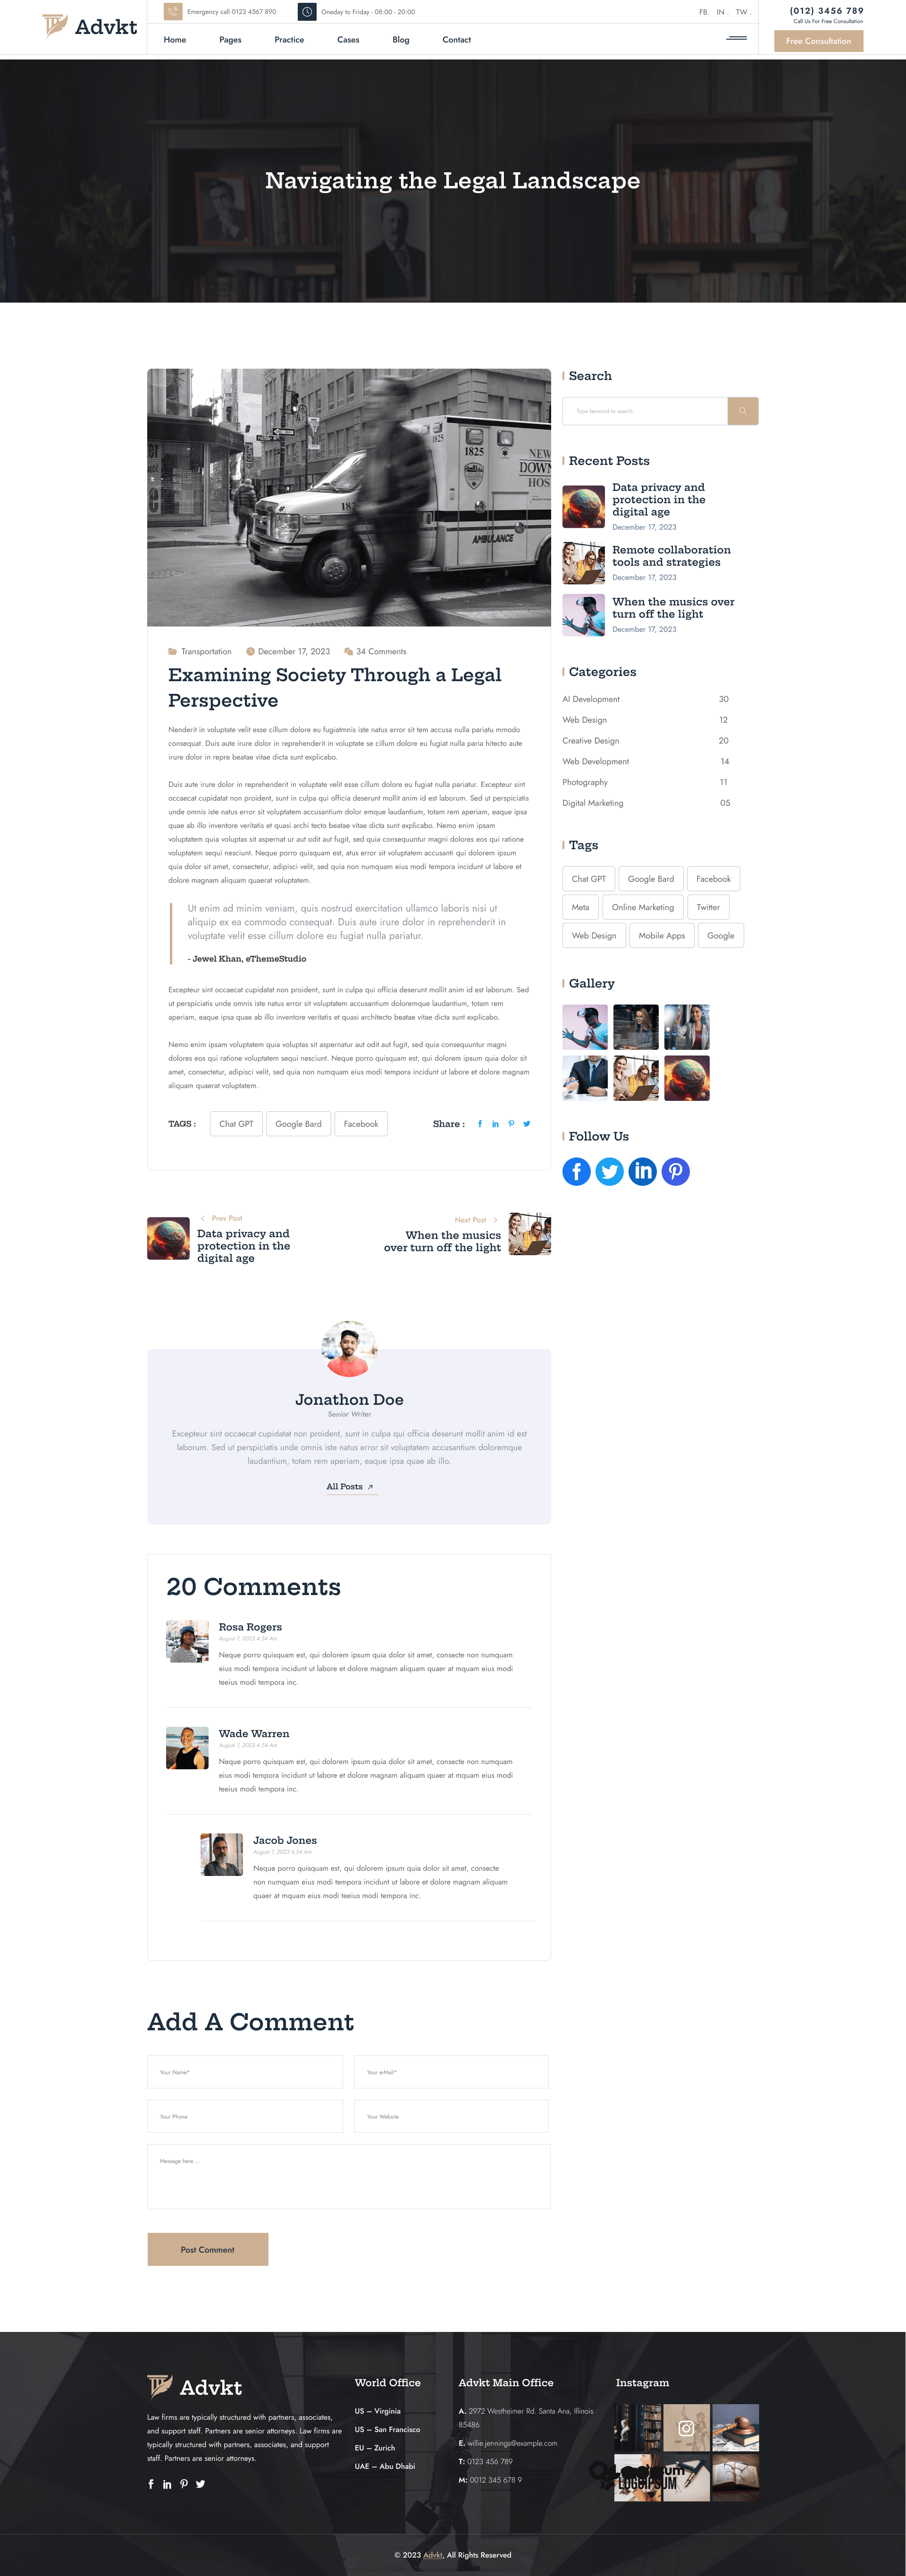 Advkt
Emergency call 0123 4567 890
Oneday to Friday - 08:00 - 20:00
FB. IN . TW .
(012) 3456 789
Call Us For Free Consultation
Home Pages Practice Cases Blog Contact
Free Consultation
Navigating the Legal Landscape
1825
1825
NEW
DOWN
HOS
AMBULANCE
Transportation December 17, 2023 34 Comments
Examining Society Through a Legal
Perspective
Nenderit in voluptate velit esse cillum dolore eu fugiatmnis iste natus error sit tem accusa nulla pariatu mmodo
consequat. Duis aute irure dolor in reprehenderit in voluptate se cillum dolore eu fugiat nulla paria hitecto aute
irure dolor in repre beatae vitae dicta sunt explicabo.
Duis aute irure dolor in reprehenderit in voluptate velit esse cillum dolore eu fugiat nulla pariatur. Excepteur sint
occaecat cupidatat non proident, sunt in culpa qui officia deserunt mollit anim id est laborum. Sed ut perspiciatis
unde omnis iste natus error sit voluptatem accusantium dolor emque laudantium, totam rem aperiam, eaque ipsa
quae ab illo inventore veritatis et quasi archi tecto beatae vitae dicta sunt explicabo. Nemo enim ipsam
voluptatem quia voluptas sit aspernat ur aut odit aut fugit, sed quia consequuntur magni dolores eos qui ratione
voluptatem sequi nesciunt. Neque porro quisquam est, atus error sit voluptatem accusanti qui dolorem ipsum
quia dolor sit amet, consectetur, adipisci velit, sed quia non numquam eius modi tempora incidunt ut labore et
dolore magnam aliquam quaerat voluptatem.
Ut enim ad minim veniam, quis nostrud exercitation ullamco laboris nisi ut
aliquip ex ea commodo consequat. Duis aute irure dolor in reprehenderit in
voluptate velit esse cillum dolore eu fugiat nulla pariatur.
- Jewel Khan, eThemeStudio
Excepteur sint occaecat cupidatat non proident, sunt in culpa qui officia deserunt mollit anim id est laborum. Sed
ut perspiciatis unde omnis iste natus error sit voluptatem accusantium doloremque laudantium, totam rem
aperiam, eaque ipsa quae ab illo inventore veritatis et quasi architecto beatae vitae dicta sunt explicabo.
Nemo enim ipsam voluptatem quia voluptas sit aspernatur aut odit aut fugit, sed quia consequuntur magni
dolores eos qui ratione voluptatem sequi nesciunt. Neque porro quisquam est, qui dolorem ipsum quia dolor sit
amet, consectetur, adipisci velit, sed quia non numquam eius modi tempora incidunt ut labore et dolore magnam
aliquam quaerat voluptatem.
TAGS : Chat GPT Google Bard Facebook Share :
Prev Post
Data privacy and
protection in the
digital age
Next Post
When the musics
over turn off the light
Jonathon Doe
Senior Writer
Excepteur sint occaecat cupidatat non proident, sunt in culpa qui officia deserunt mollit anim id est
laborum. Sed ut perspiciatis unde omnis iste natus error sit voluptatem accusantium doloremque
laudantium, totam rem aperiam, eaque ipsa quae ab illo.
All Posts
20 Comments
Rosa Rogers
August 7, 2023 4.54 Am
Neque porro quisquam est, qui dolorem ipsum quia dolor sit amet, consecte non numquam
eius modi tempora incidunt ut labore et dolore magnam aliquam quaer at mquam eius modi
teeius modi tempora inc.
Wade Warren
August 7, 2023 4.54 Am
Neque porro quisquam est, qui dolorem ipsum quia dolor sit amet, consecte non numquam
eius modi tempora incidunt ut labore et dolore magnam aliquam quaer at mquam eius modi
teeius modi tempora inc.
Jacob Jones
August 7, 2023 4.54 Am
Neque porro quisquam est, qui dolorem ipsum quia dolor sit amet, consecte
non numquam eius modi tempora incidunt ut labore et dolore magnam aliquam
quaer at mquam eius modi teeius modi tempora inc.
Add A Comment
Your Name* Your e-Mail*
Your Phone Your Website
Message here ...
Post Comment
Search
Type keyword to search
Recent Posts
Data privacy and
protection in the
digital age
December 17, 2023
Remote collaboration
tools and strategies
December 17, 2023
When the musics over
turn off the light
December 17, 2023
Categories
AI Development 30
Web Design 12
Creative Design 20
Web Development 14
Photography 11
Digital Marketing 05
Tags
Chat GPT Google Bard Facebook
Meta Online Marketing Twitter
Web Design Mobile Apps Google
Gallery
Follow Us
Advkt
Law firms are typically structured with partners, associates,
and support staff. Partners are senior attorneys. Law firms are
typically structured with partners, associates, and support
staff. Partners are senior attorneys.
World Office
US – Virginia
US – San Francisco
EU – Zurich
UAE – Abu Dhabi
Advkt Main Office
A. 2972 Westheimer Rd. Santa Ana, Illinois
85486
E. willie.jennings@example.com
T: 0123 456 789
M: 0012 345 678 9
Instagram
LOGOIPSUM
© 2023 Advkt, All Rights Reserved